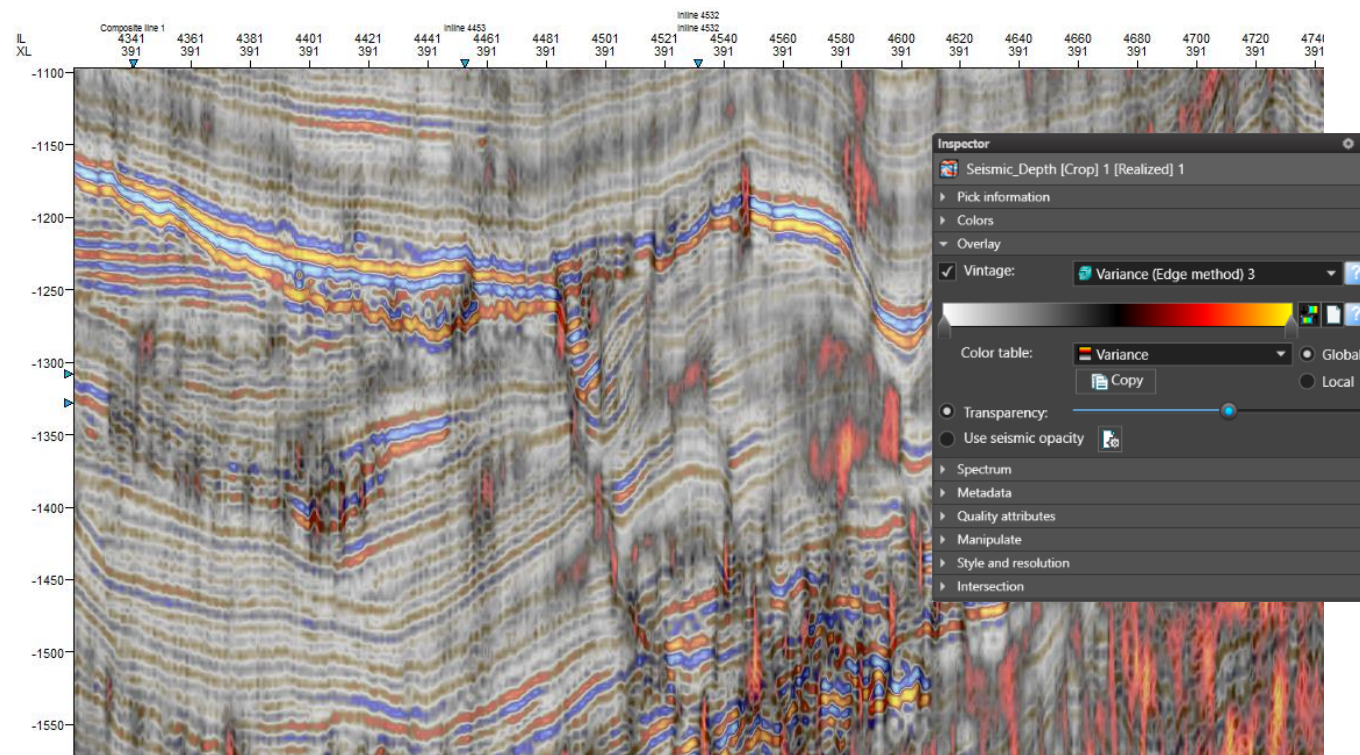 Inline 4532
Composite line 1 Inline 4453 Inline 4532
IL 4341 4361 4381 4401 4421 4441 4461 4481 4501 4521 4540 4560 4580 4600 4620 4640 4660 4680 4700 4720 4740
XL 391 391 391 391 391 391 391 391 391 391 391 391 391 391 391 391 391 391 391 391 391
-1100
-1150
-1200
-1250
-1300
-1350
-1400
-1450
-1500
-1550
Inspector
Seismic_Depth [Crop] 1 [Realized] 1
Pick information
Colors
Overlay
Vintage: Variance (Edge method) 3 ?
?
Color table: Variance Global
Copy Local
Transparency:
Use seismic opacity
Spectrum
Metadata
Quality attributes
Manipulate
Style and resolution
Intersection